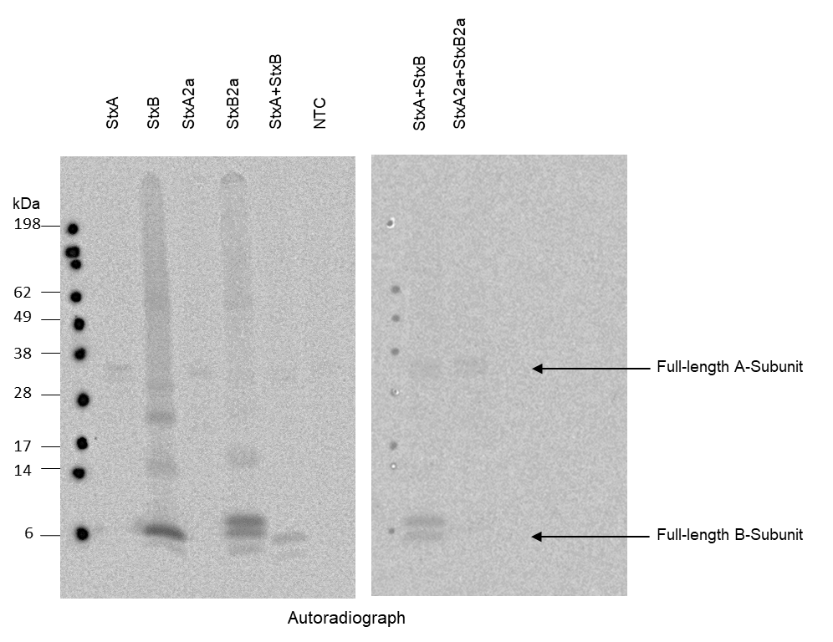 StxA
StxB
StxA2a
StxB2a
StxA+StxB
NTC
StxA+StxB
StxA2a+StxB2a
kDa
198
62
49
38
28
17
14
6
Full-length A-Subunit
Full-length B-Subunit
Autoradiograph